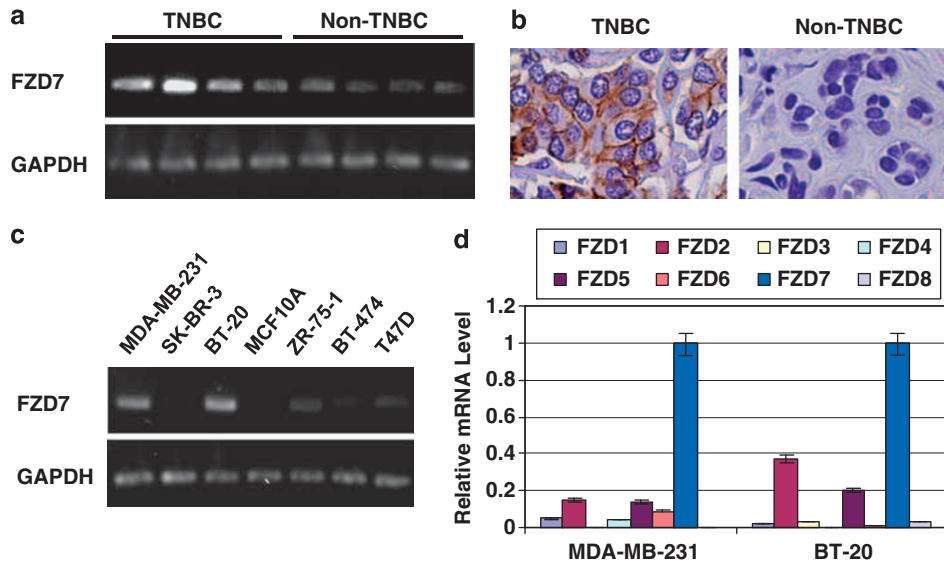 a
TNBC Non-TNBC
FZD7
GAPDH
b
TNBC Non-TNBC
c
MDA-MB-231
SK-BR-3
BT-20
MCF10A
ZR-75-1
BT-474
T47D
FZD7
GAPDH
d
FZD1 FZD2 FZD3 FZD4
FZD5 FZD6 FZD7 FZD8
Relative mRNA Level
1.2
1
0.8
0.6
0.4
0.2
0
MDA-MB-231 BT-20